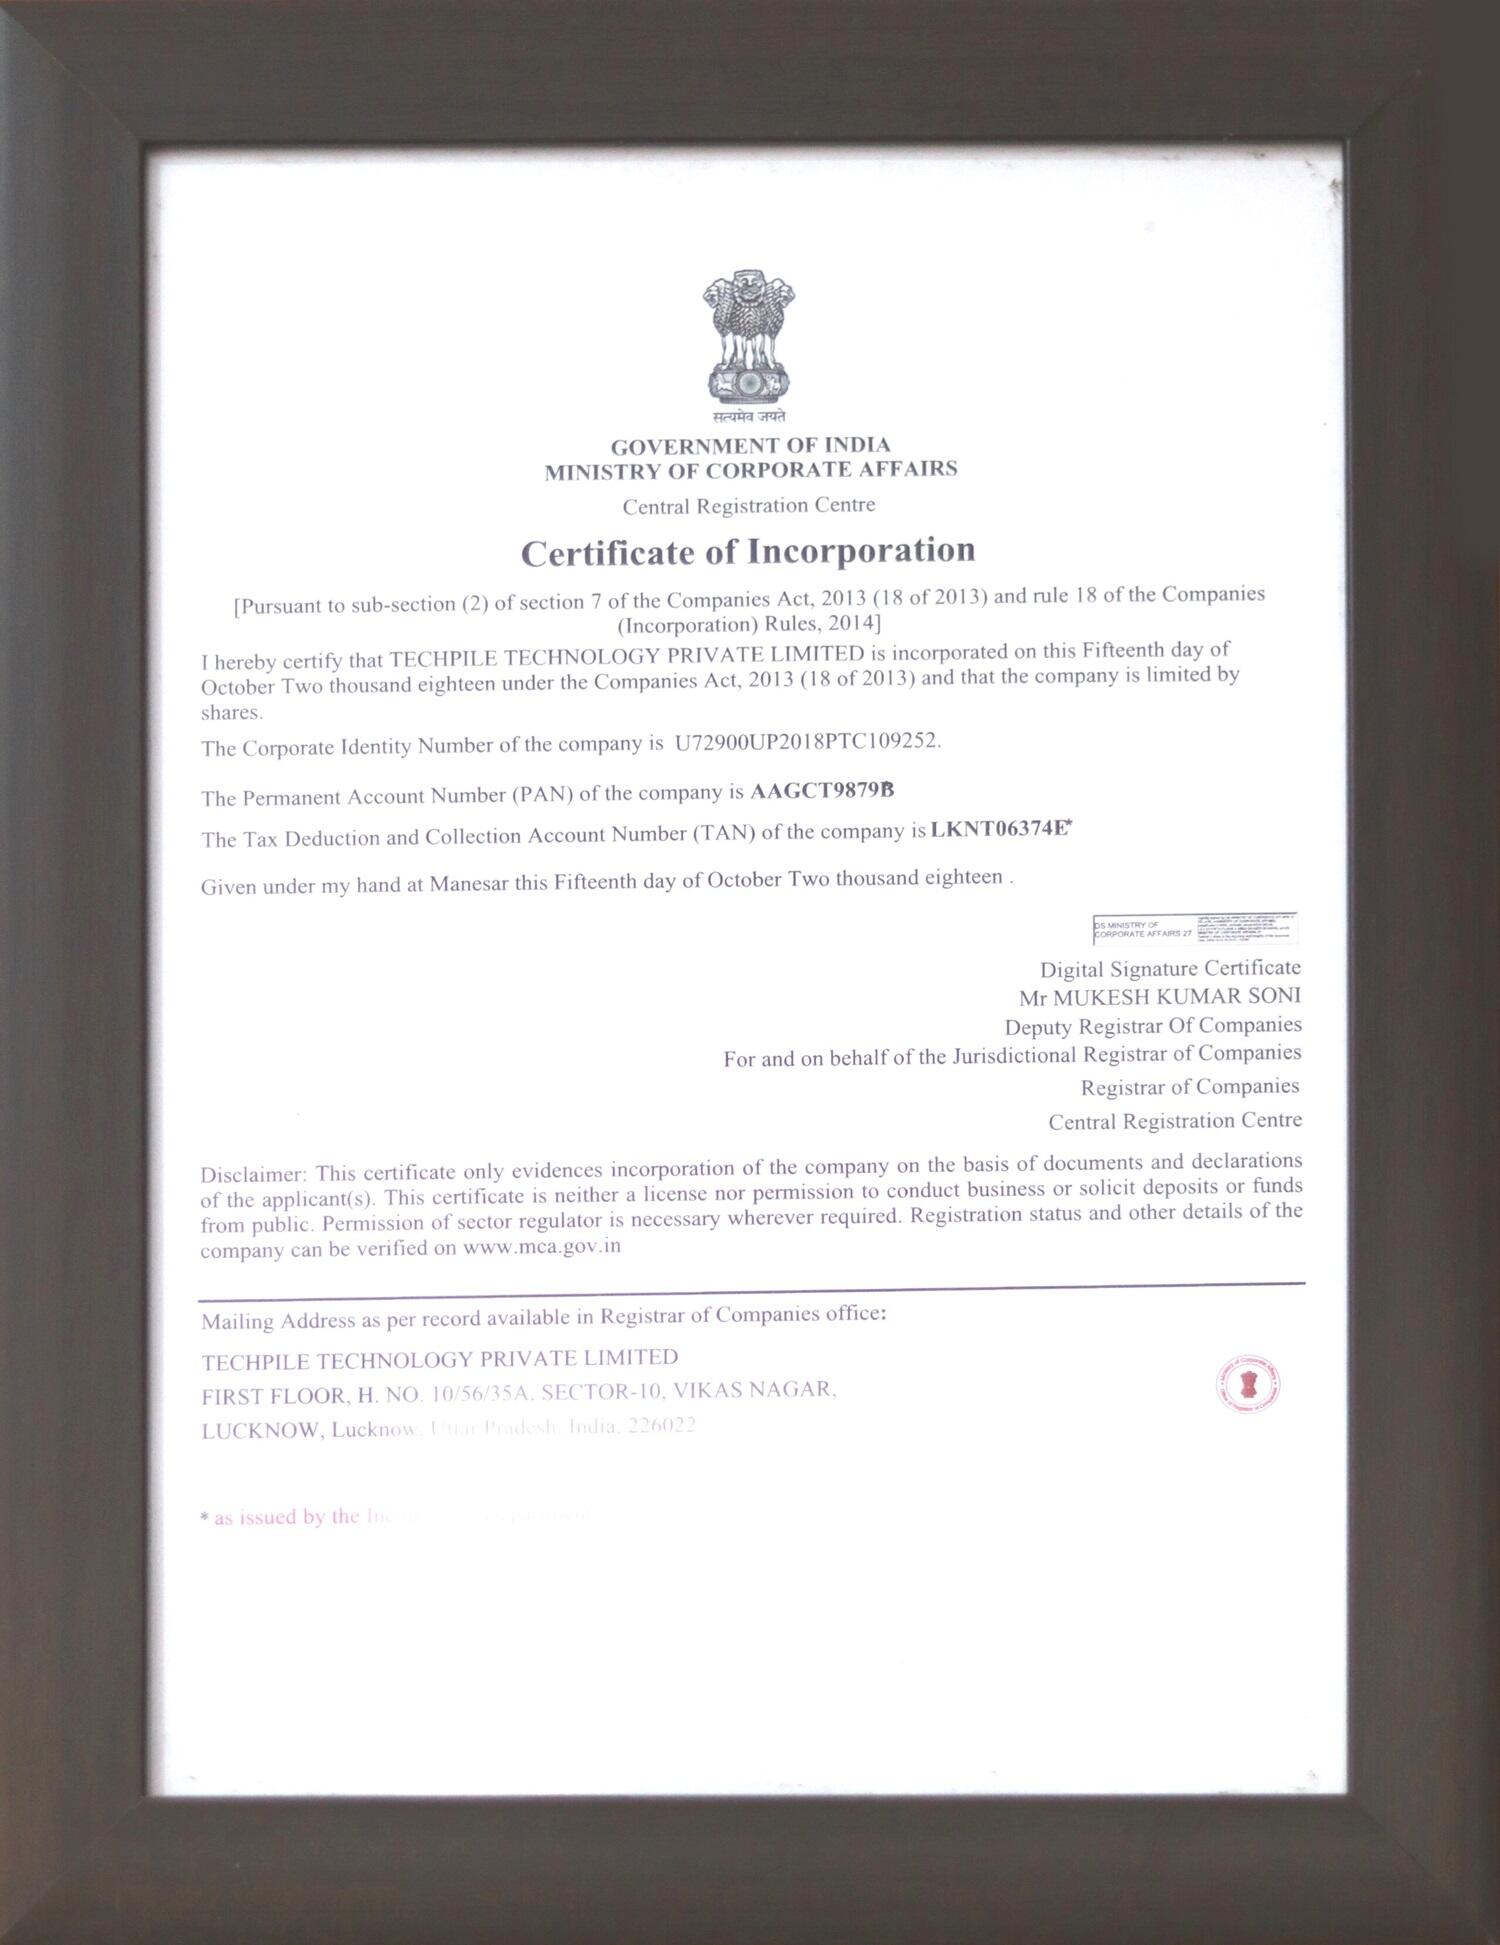 सत्यमेव जयते
GOVERNMENT OF INDIA
MINISTRY OF CORPORATE AFFAIRS
Central Registration Centre
Certificate of Incorporation
[Pursuant to sub-section (2) of section 7 of the Companies Act, 2013 (18 of 2013) and rule 18 of the Companies
(Incorporation) Rules, 2014]
I hereby certify that TECHPILE TECHNOLOGY PRIVATE LIMITED is incorporated on this Fifteenth day of
October Two thousand eighteen under the Companies Act, 2013 (18 of 2013) and that the company is limited by
shares.
The Corporate Identity Number of the company is U72900UP2018PTC109252.
The Permanent Account Number (PAN) of the company is AAGCT9879B
The Tax Deduction and Collection Account Number (TAN) of the company is LKNT06374E*
Given under my hand at Manesar this Fifteenth day of October Two thousand eighteen .
DS MINISTRY OF
CORPORATE AFFAIRS 27
Digital Signature Certificate
Mr MUKESH KUMAR SONI
Deputy Registrar Of Companies
For and on behalf of the Jurisdictional Registrar of Companies
Registrar of Companies
Central Registration Centre
Disclaimer: This certificate only evidences incorporation of the company on the basis of documents and declarations
of the applicant(s). This certificate is neither a license nor permission to conduct business or solicit deposits or funds
from public. Permission of sector regulator is necessary wherever required. Registration status and other details of the
company can be verified on www.mca.gov.in
Mailing Address as per record available in Registrar of Companies office:
TECHPILE TECHNOLOGY PRIVATE LIMITED
FIRST FLOOR, H. NO. 10/56/35A, SECTOR-10, VIKAS NAGAR,
LUCKNOW, Lucknow, Uttar Pradesh, India, 226022
* as issued by the